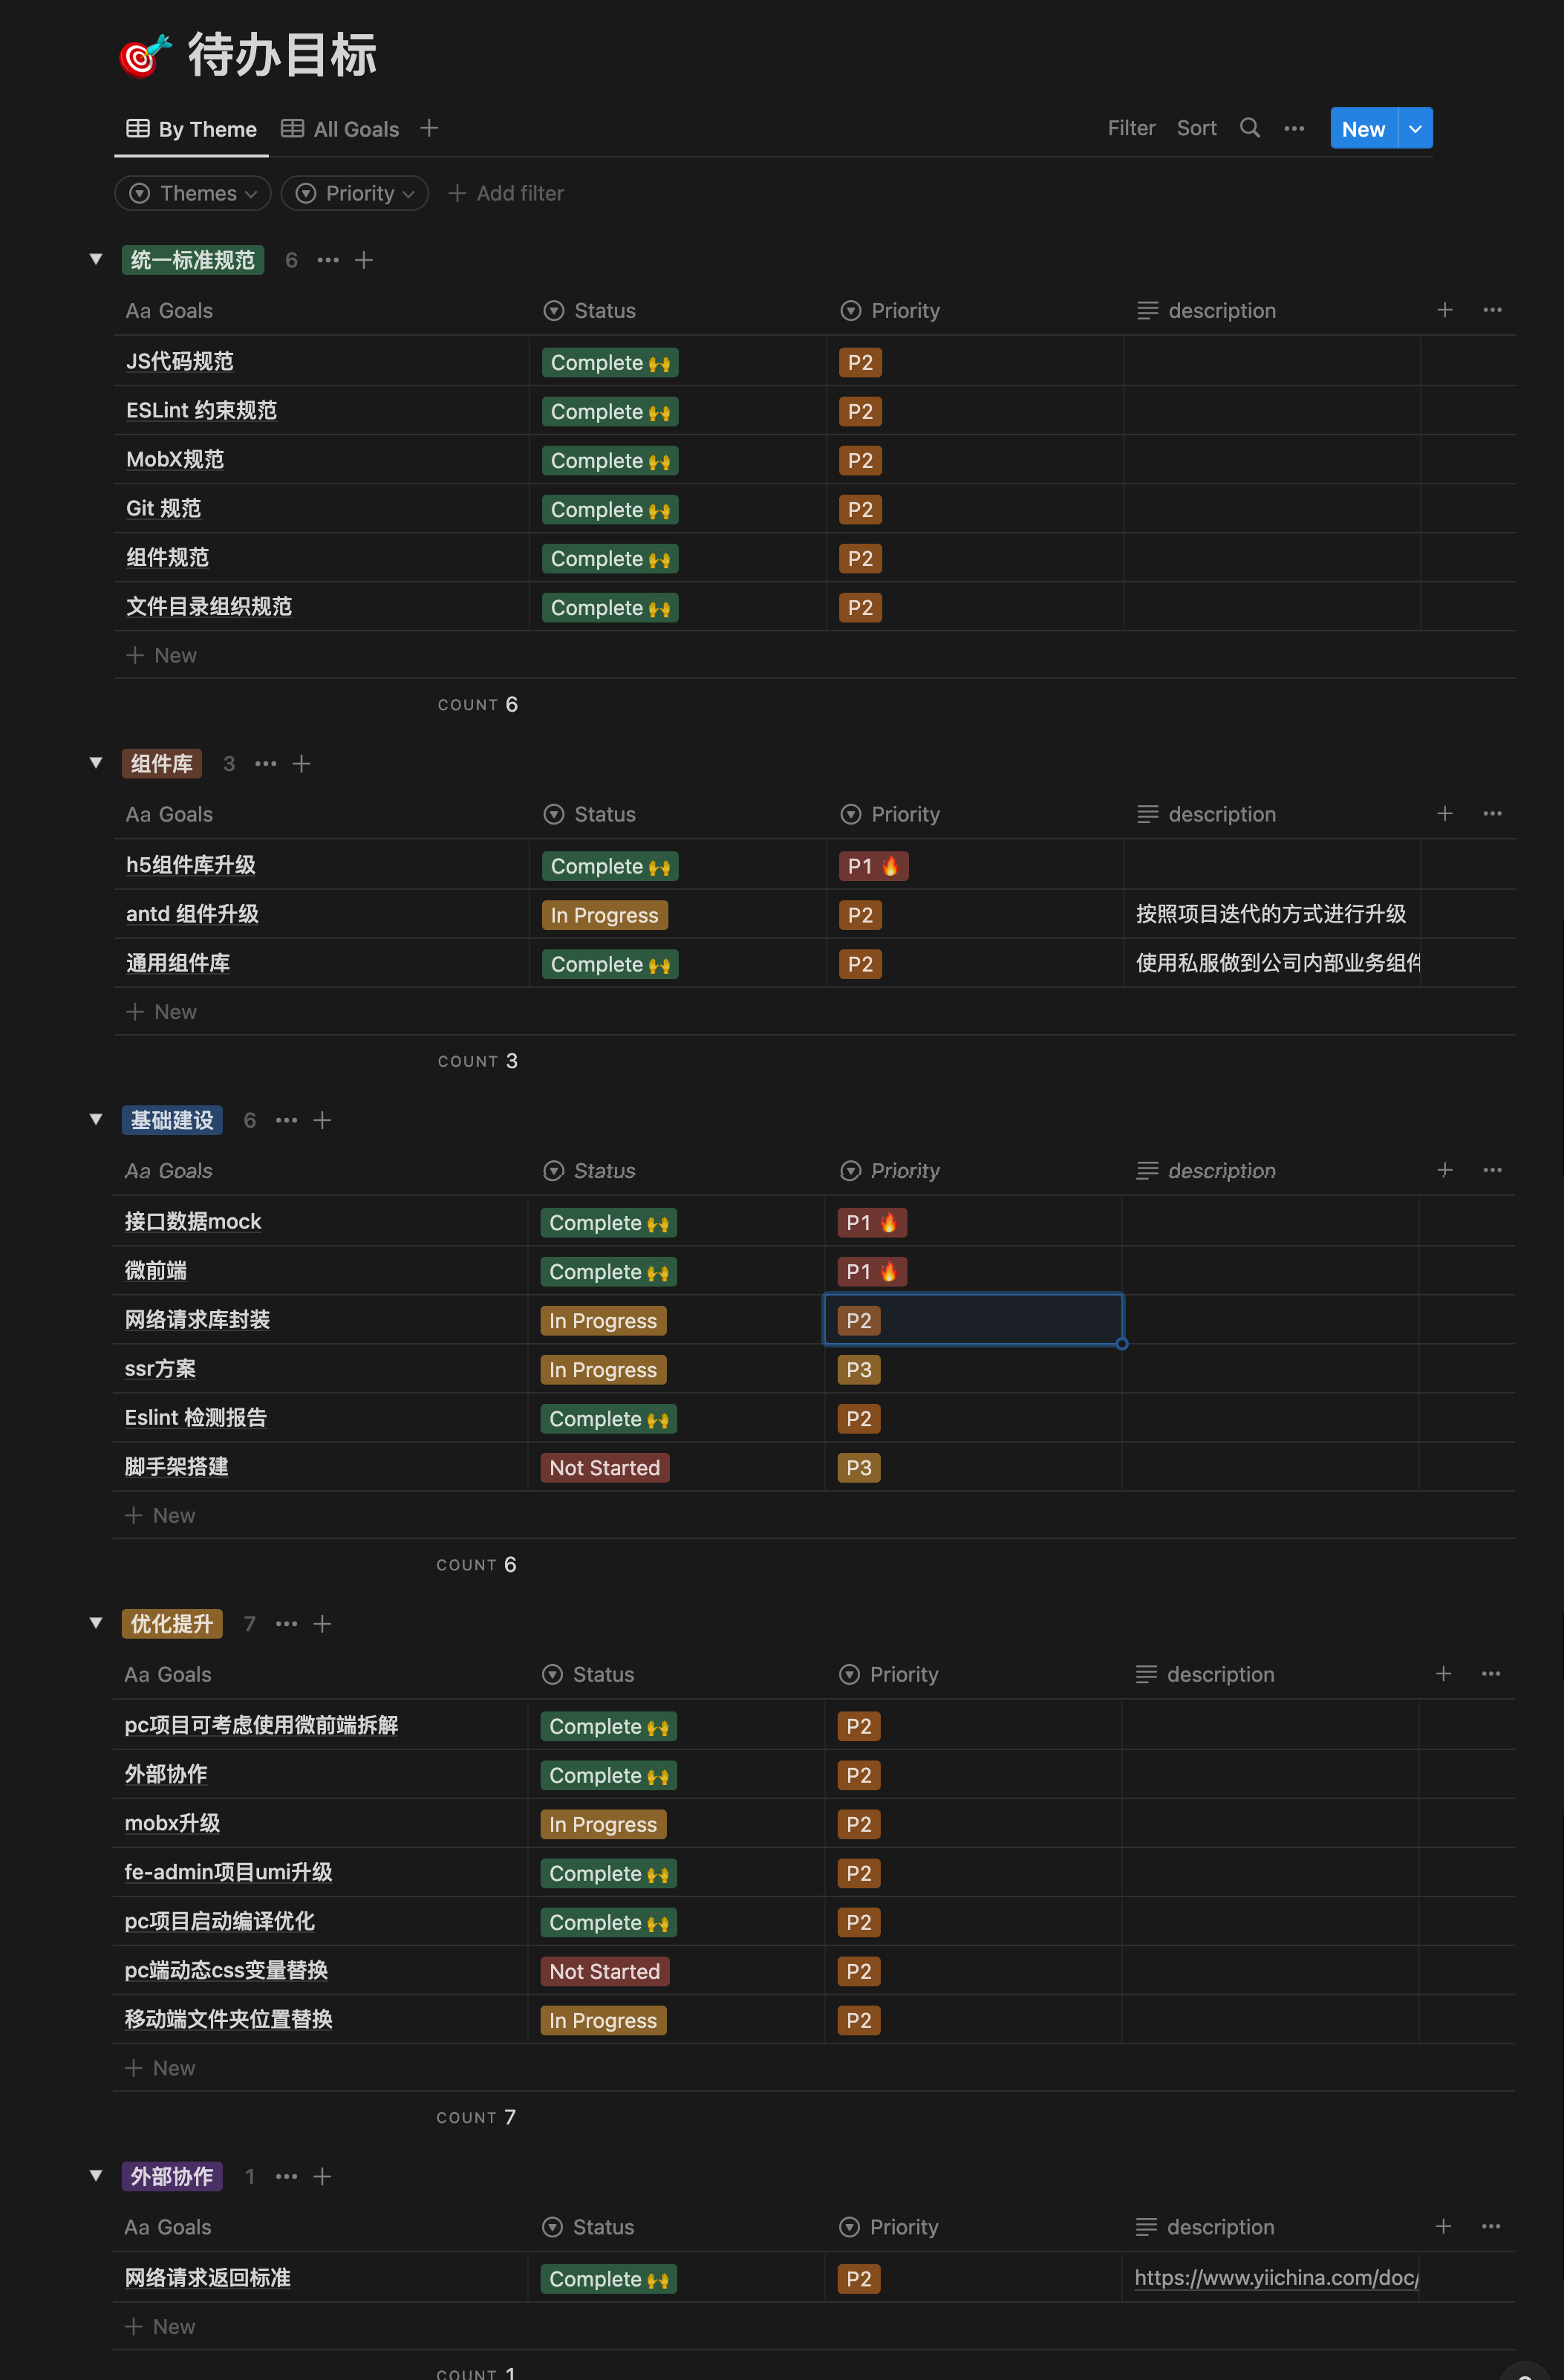 🎯 待办目标
By Theme All Goals + Filter Sort ••• New
Themes Priority + Add filter
统一标准规范 6 ••• +
Aa Goals Status Priority description + •••
JS代码规范 Complete 🙌 P2
ESLint 约束规范 Complete 🙌 P2
MobX规范 Complete 🙌 P2
Git 规范 Complete 🙌 P2
组件规范 Complete 🙌 P2
文件目录组织规范 Complete 🙌 P2
+ New
COUNT 6
组件库 3 ••• +
Aa Goals Status Priority description + •••
h5组件库升级 Complete 🙌 P1 🔥
antd 组件升级 In Progress P2 按照项目迭代的方式进行升级
通用组件库 Complete 🙌 P2 使用私服做到公司内部业务组件
+ New
COUNT 3
基础建设 6 ••• +
Aa Goals Status Priority description + •••
接口数据mock Complete 🙌 P1 🔥
微前端 Complete 🙌 P1 🔥
网络请求库封装 In Progress P2
ssr方案 In Progress P3
Eslint 检测报告 Complete 🙌 P2
脚手架搭建 Not Started P3
+ New
COUNT 6
优化提升 7 ••• +
Aa Goals Status Priority description + •••
pc项目可考虑使用微前端拆解 Complete 🙌 P2
外部协作 Complete 🙌 P2
mobx升级 In Progress P2
fe-admin项目umi升级 Complete 🙌 P2
pc项目启动编译优化 Complete 🙌 P2
pc端动态css变量替换 Not Started P2
移动端文件夹位置替换 In Progress P2
+ New
COUNT 7
外部协作 1 ••• +
Aa Goals Status Priority description + •••
网络请求返回标准 Complete 🙌 P2 https://www.yiichina.com/doc/
+ New
COUNT 1